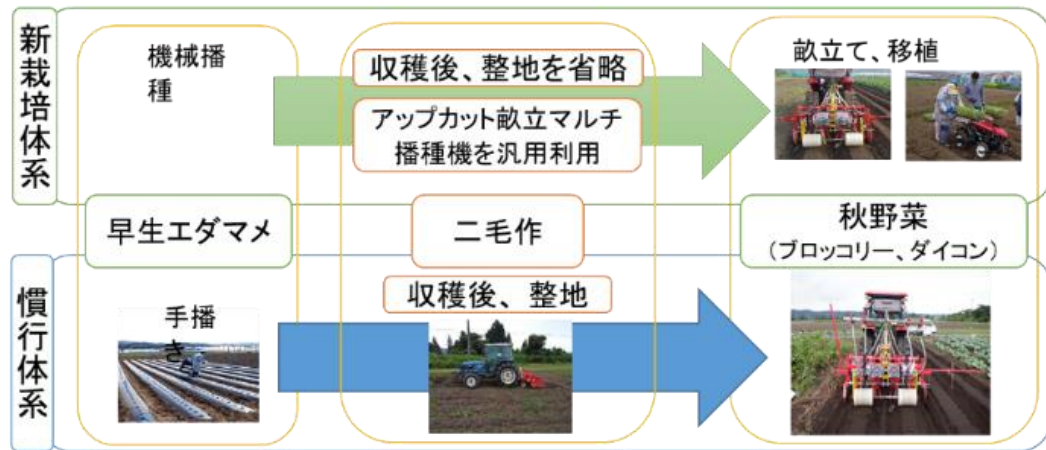 新栽培体系
機械播
種
収穫後、整地を省略
アップカット畝立マルチ
播種機を汎用利用
畝立て、移植
早生エダマメ
二毛作
秋野菜
（ブロッコリー、ダイコン）
慣行体系
手播
き
収穫後、整地